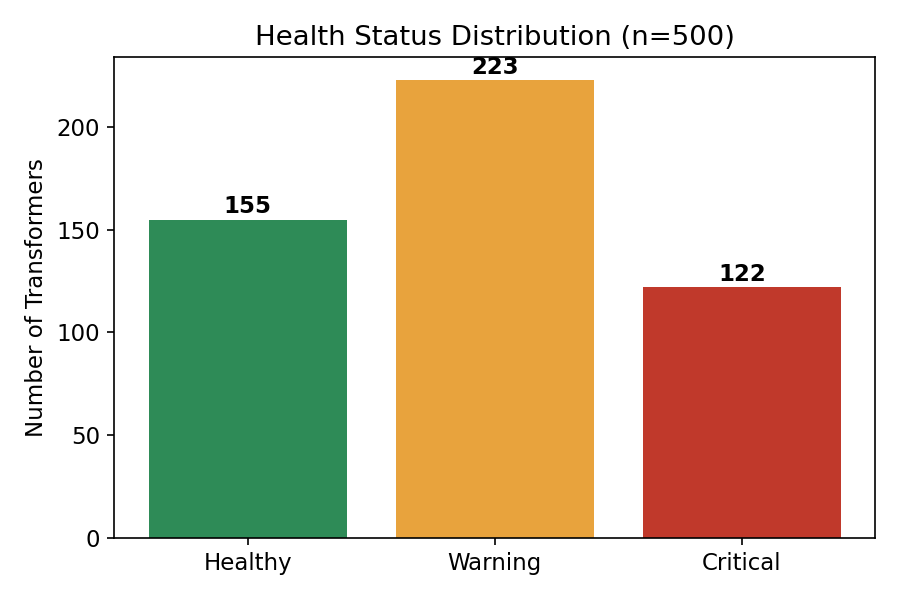 Health Status Distribution (n=500)
Number of Transformers
200
150
100
50
0
223
155
122
Healthy
Warning
Critical